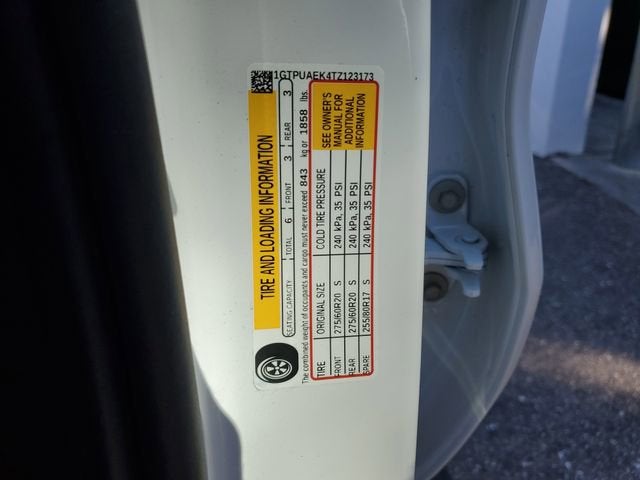 1GTPUAEK4TZ123173
TIRE AND LOADING INFORMATION
SEATING CAPACITY TOTAL 6 FRONT 3 REAR 3
The combined weight of occupants and cargo must never exceed 843 kg or 1858 lbs.
TIRE ORIGINAL SIZE COLD TIRE PRESSURE
FRONT 275/60R20 S 240 kPa, 35 PSI
REAR 275/60R20 S 240 kPa, 35 PSI
SPARE 255/80R17 S 240 kPa, 35 PSI
SEE OWNER'S
MANUAL FOR
ADDITIONAL
INFORMATION